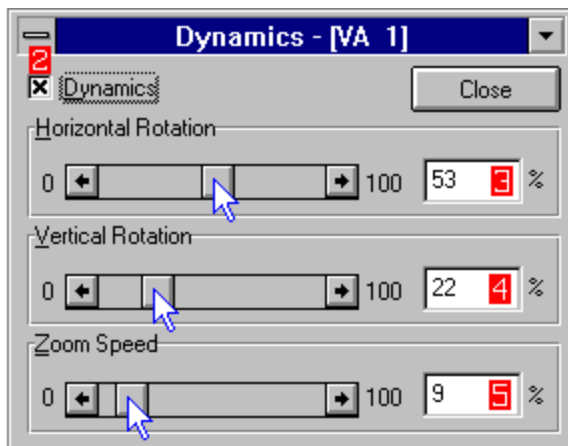 Dynamics - [VA 1]
2
Dynamics
Close
Horizontal Rotation
0 100 53 3 %
Vertical Rotation
0 100 22 4 %
Zoom Speed
0 100 9 5 %